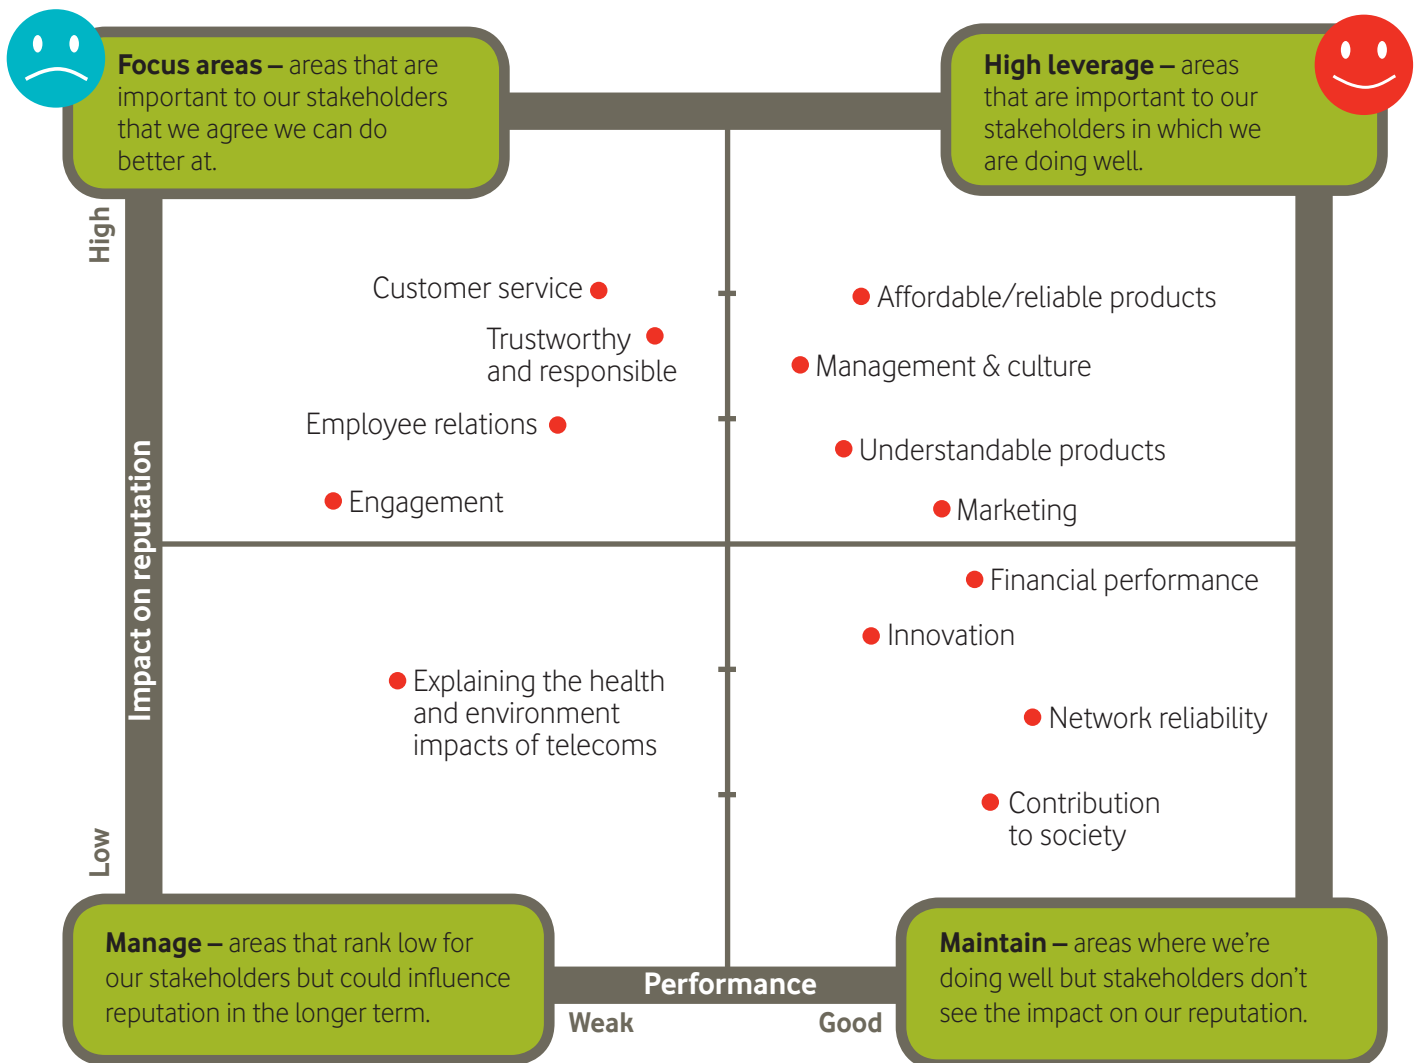 Focus areas – areas that are
important to our stakeholders
that we agree we can do
better at.
High leverage – areas
that are important to our
stakeholders in which we
are doing well.
High
Customer service
Affordable/reliable products
Trustworthy
and responsible
Management & culture
Employee relations
Understandable products
Engagement
Marketing
Impact on reputation
Financial performance
Innovation
Explaining the health
and environment
impacts of telecoms
Network reliability
Contribution
to society
Low
Manage – areas that rank low for
our stakeholders but could influence
reputation in the longer term.
Performance
Weak
Good
Maintain – areas where we're
doing well but stakeholders don't
see the impact on our reputation.